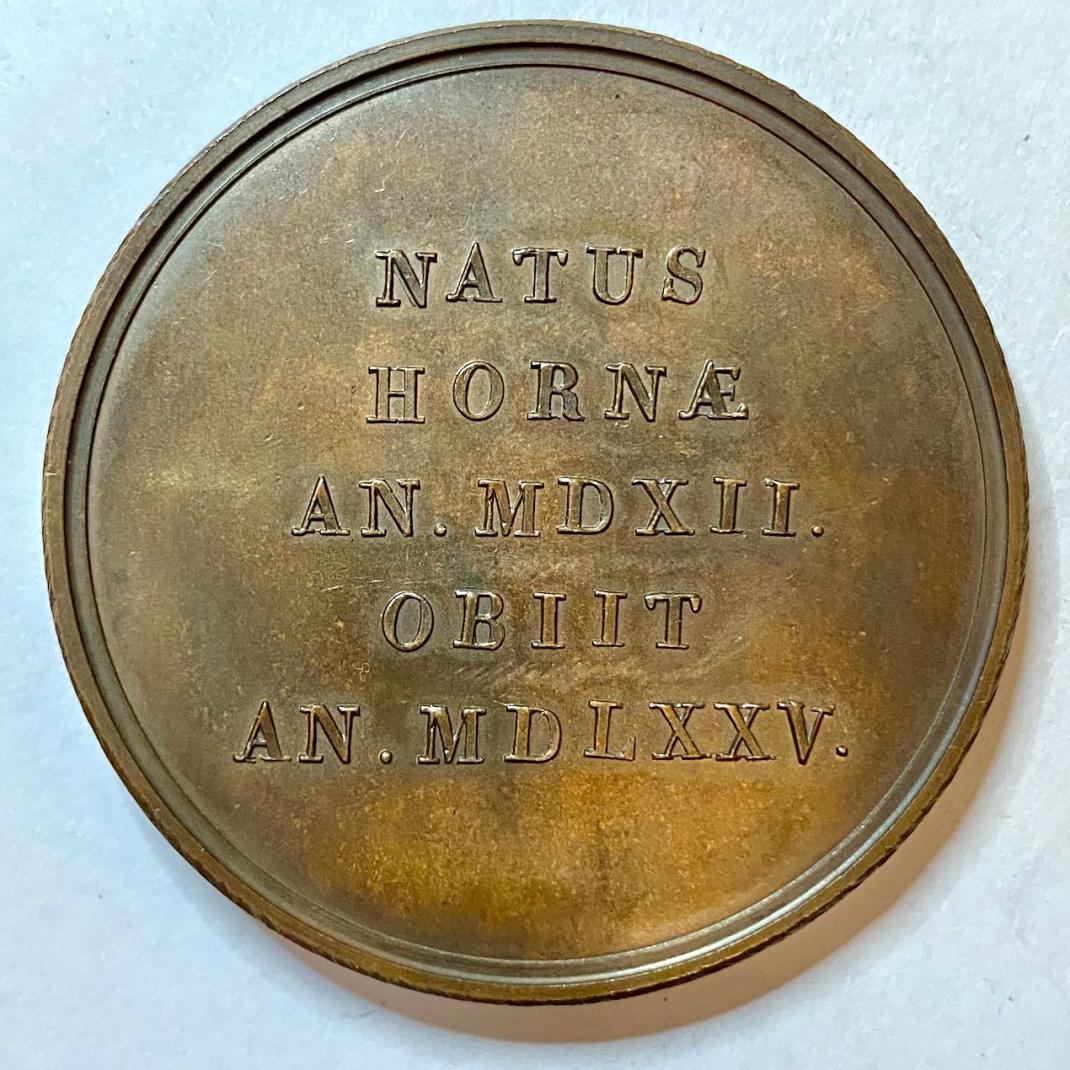 NATUS
HORNÆ
AN. MDXII.
OBIIT
AN. MDLXXV.